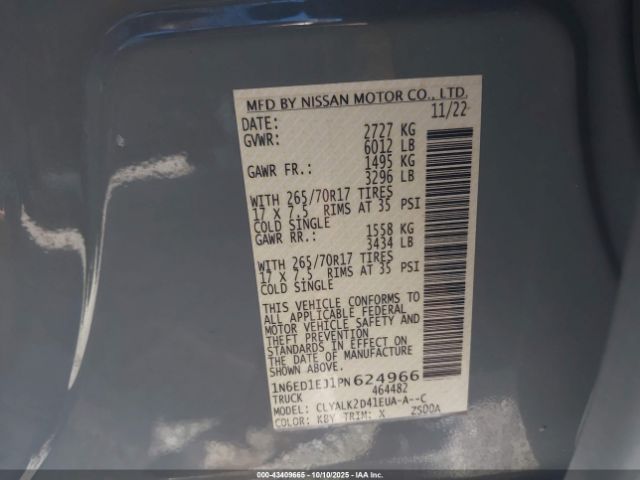 MFD BY NISSAN MOTOR CO., LTD.
DATE: 11/22
GVWR: 2727 KG
6012 LB
GAWR FR.: 1495 KG
3296 LB
WITH 265/70R17 TIRES
17 X 7.5 RIMS AT 35 PSI
COLD SINGLE
GAWR RR.: 1558 KG
3434 LB
WITH 265/70R17 TIRES
17 X 7.5 RIMS AT 35 PSI
COLD SINGLE
THIS VEHICLE CONFORMS TO
ALL APPLICABLE FEDERAL
MOTOR VEHICLE SAFETY AND
THEFT PREVENTION
STANDARDS IN EFFECT ON
THE DATE OF MANUFACTURE
SHOWN ABOVE.
1N6ED1EJ1PN624966
TRUCK 464482
MODEL: CLYALK2D41EUA-A--C
COLOR: KBY TRIM: X ZSD0A
000-43409665 - 10/10/2025 - IAAI.com